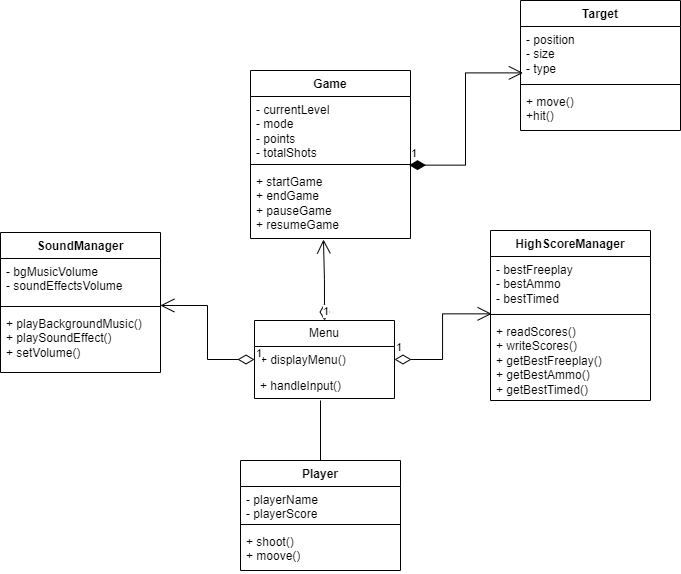 Target
- position
- size
- type
+ move()
+hit()
Game
- currentLevel
- mode
- points
- totalShots
1
+ startGame
+ endGame
+ pauseGame
+ resumeGame
SoundManager
- bgMusicVolume
- soundEffectsVolume
+ playBackgroundMusic()
+ playSoundEffect()
+ setVolume()
HighScoreManager
- bestFreeplay
- bestAmmo
- bestTimed
+ readScores()
+ writeScores()
+ getBestFreeplay()
+ getBestAmmo()
+ getBestTimed()
1
Menu
1
1
+ displayMenu()
+ handleInput()
Player
- playerName
- playerScore
+ shoot()
+ moove()